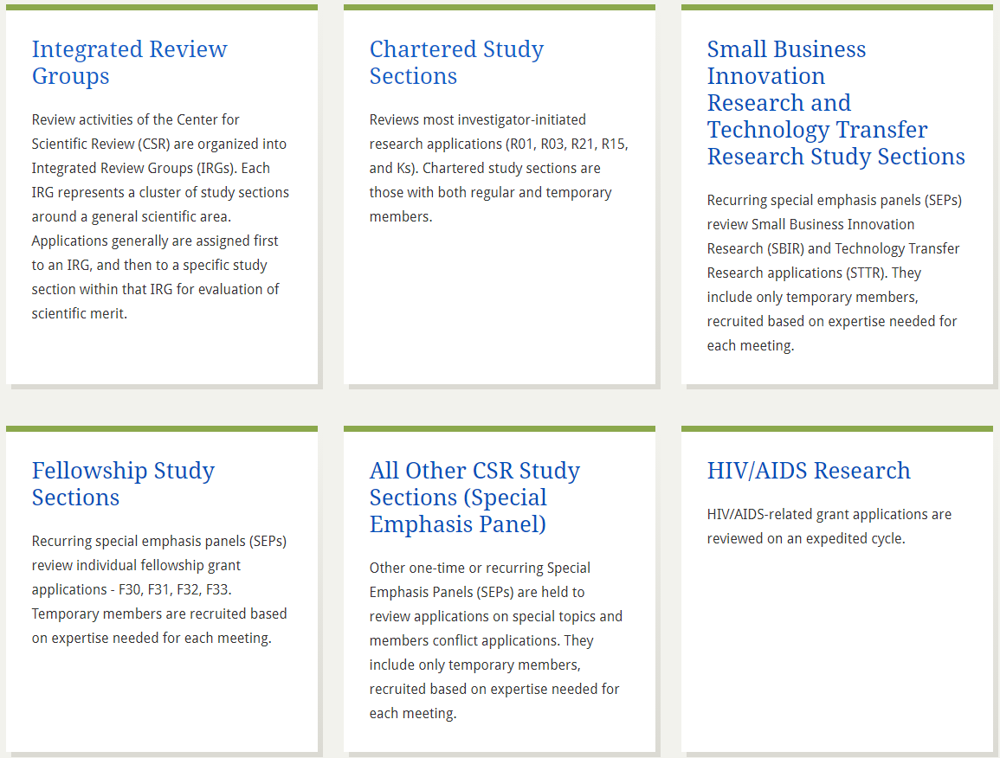 Integrated Review
Groups
Review activities of the Center for
Scientific Review (CSR) are organized into
Integrated Review Groups (IRGs). Each
IRG represents a cluster of study sections
around a general scientific area.
Applications generally are assigned first
to an IRG, and then to a specific study
section within that IRG for evaluation of
scientific merit.
Chartered Study
Sections
Reviews most investigator-initiated
research applications (R01, R03, R21, R15,
and Ks). Chartered study sections are
those with both regular and temporary
members.
Small Business
Innovation
Research and
Technology Transfer
Research Study Sections
Recurring special emphasis panels (SEPs)
review Small Business Innovation
Research (SBIR) and Technology Transfer
Research applications (STTR). They
include only temporary members,
recruited based on expertise needed for
each meeting.
Fellowship Study
Sections
Recurring special emphasis panels (SEPs)
review individual fellowship grant
applications - F30, F31, F32, F33.
Temporary members are recruited based
on expertise needed for each meeting.
All Other CSR Study
Sections (Special
Emphasis Panel)
Other one-time or recurring Special
Emphasis Panels (SEPs) are held to
review applications on special topics and
members conflict applications. They
include only temporary members,
recruited based on expertise needed for
each meeting.
HIV/AIDS Research
HIV/AIDS-related grant applications are
reviewed on an expedited cycle.